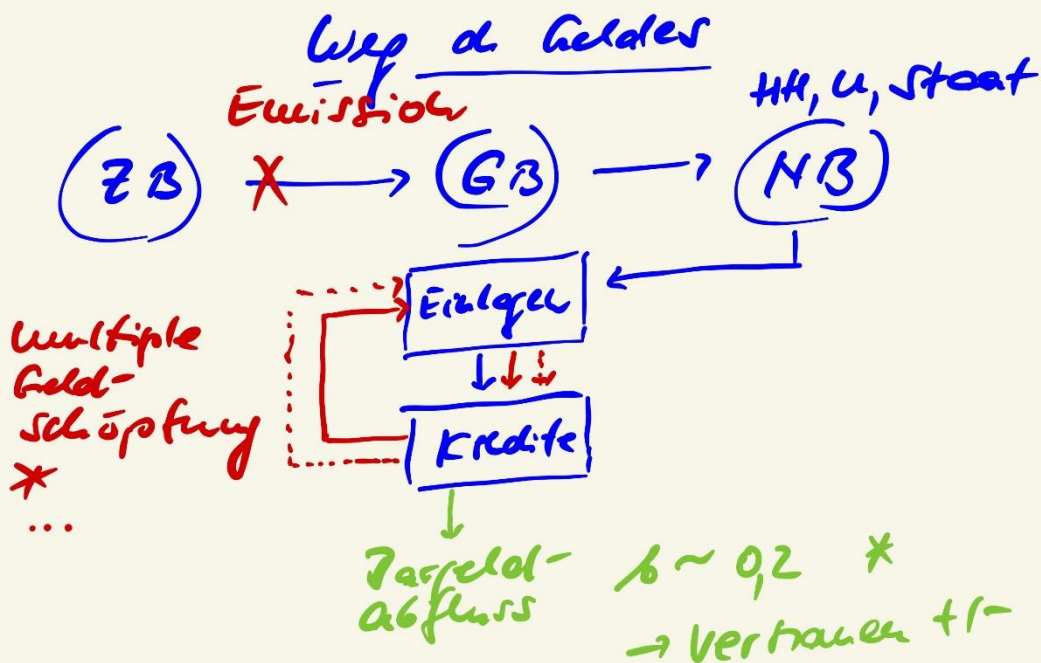 Weg d. Geldes
Emission
HH, U, Staat
ZB
GB
NB
Einlagen
Kredite
multiple
Geld-
schöpfung
*
...
Bargeld-
abfluss
b ~ 0,2 *
→ Vertrauen +/-